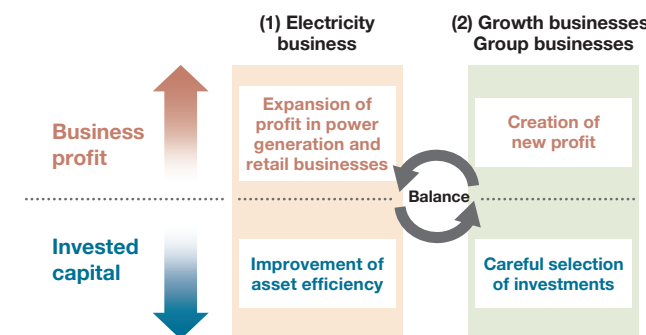 (1) Electricity
business
(2) Growth businesses
Group businesses
Business
profit
Expansion of
profit in power
generation and
retail businesses
Creation of
new profit
Balance
Invested
capital
Improvement of
asset efficiency
Careful selection
of investments